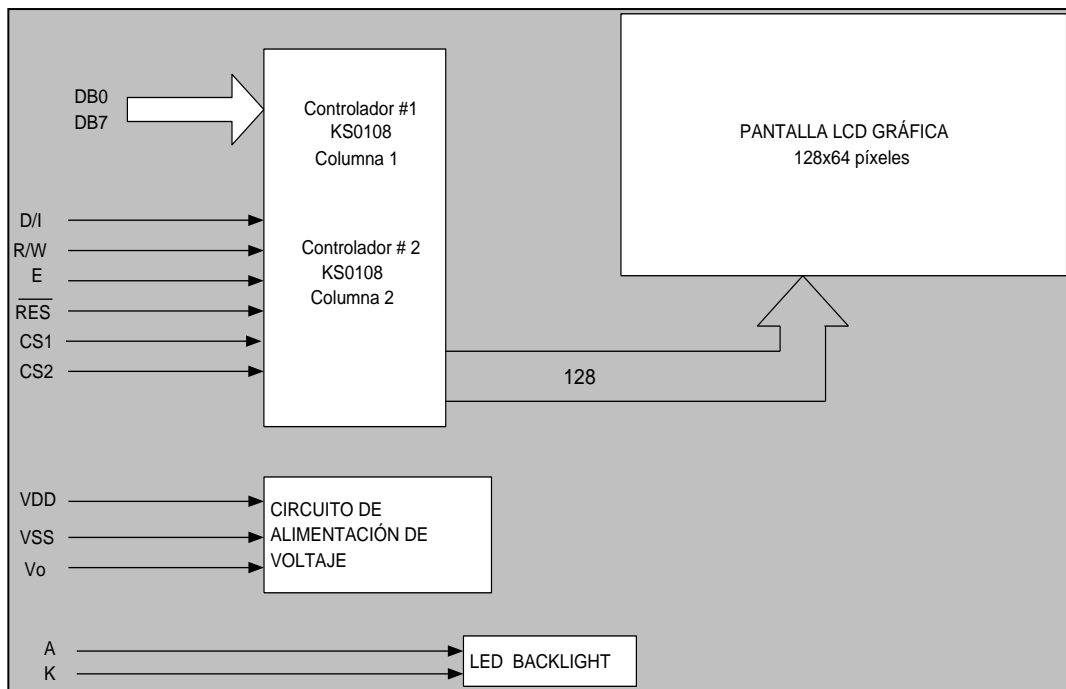 DB0
DB7
D/I
R/W
E
RES
CS1
CS2
Controlador #1
KS0108
Columna 1
Controlador # 2
KS0108
Columna 2
PANTALLA LCD GRÁFICA
128x64 píxeles
128
VDD
VSS
Vo
CIRCUITO DE
ALIMENTACIÓN DE
VOLTAJE
A
K
LED BACKLIGHT